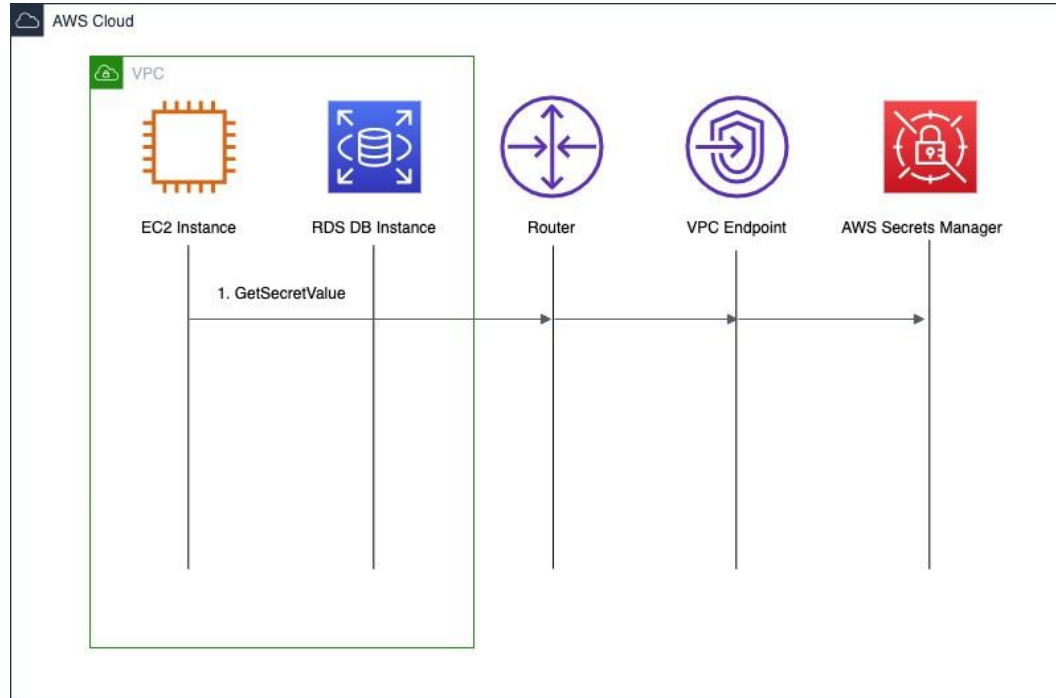 AWS Cloud
VPC
EC2 Instance
RDS DB Instance
Router
VPC Endpoint
AWS Secrets Manager
1. GetSecretValue